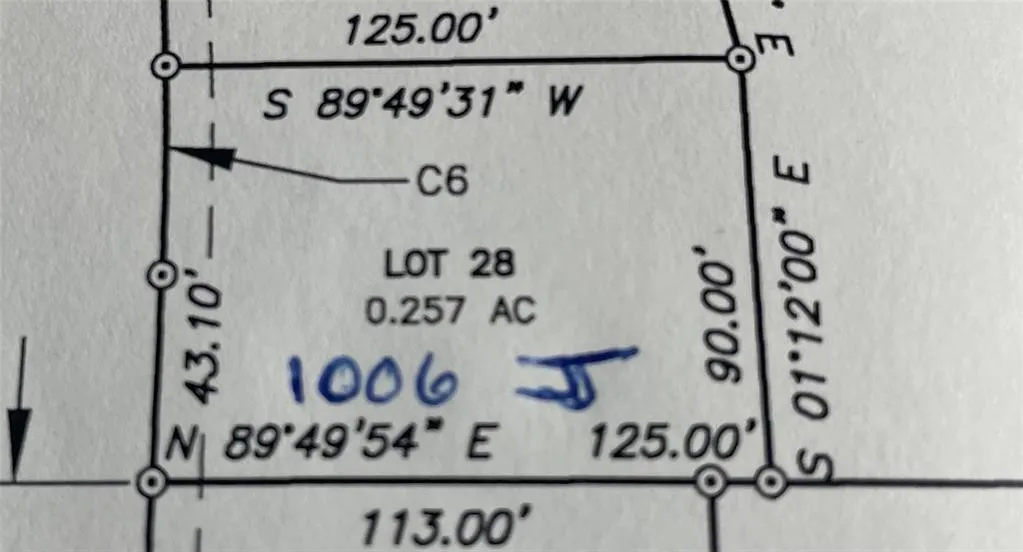 125.00'
E
S 89°49'31" W
C6
LOT 28
0.257 AC
43.10'
90.00'
S 01°12'00" E
1006 J
N 89°49'54" E
125.00'
113.00'